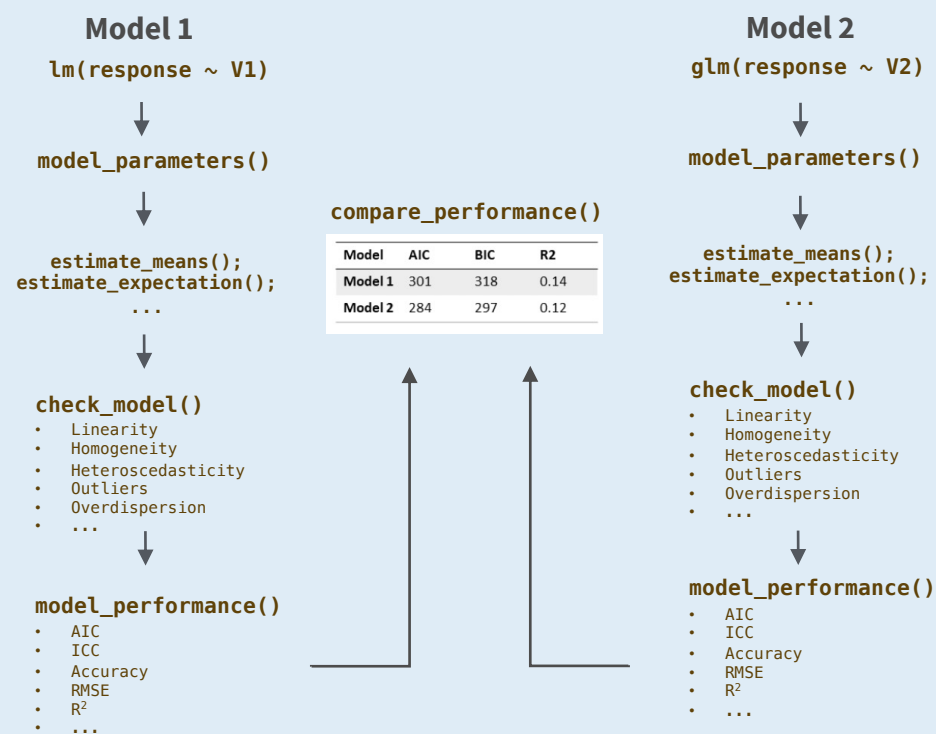 Model 1
lm(response ~ V1)
model_parameters()
estimate_means();
estimate_expectation();
...
check_model()
• Linearity
• Homogeneity
• Heteroscedasticity
• Outliers
• Overdispersion
• ...
model_performance()
• AIC
• ICC
• Accuracy
• RMSE
• R²
• ...
compare_performance()
Model AIC BIC R2
Model 1 301 318 0.14
Model 2 284 297 0.12
Model 2
glm(response ~ V2)
model_parameters()
estimate_means();
estimate_expectation();
...
check_model()
• Linearity
• Homogeneity
• Heteroscedasticity
• Outliers
• Overdispersion
• ...
model_performance()
• AIC
• ICC
• Accuracy
• RMSE
• R²
• ...